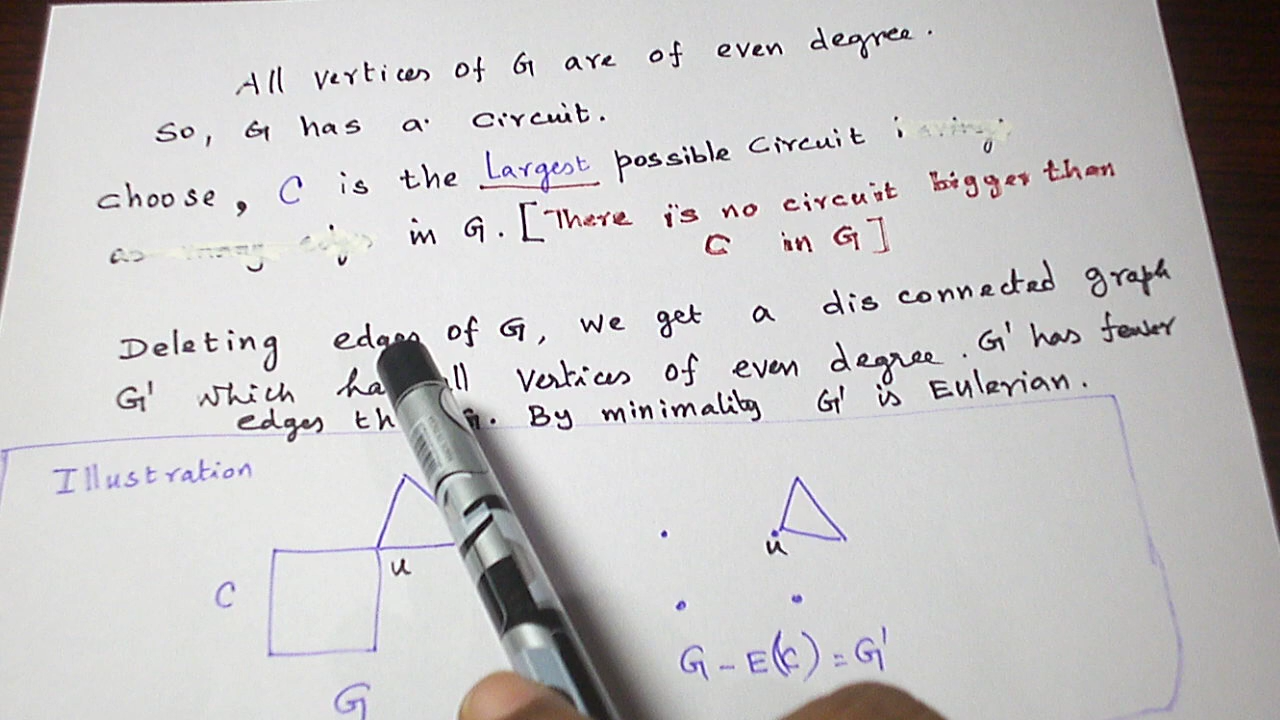 All vertices of G are of even degree.
So, G has a circuit.
choose, C is the Largest possible circuit
in G. [There is no circuit bigger than
C in G]
Deleting edges of G, we get a disconnected graph
G' which ha ll vertices of even degree. G' has fewer
edges th G. By minimality G' is Eulerian.
Illustration
u
u
C
G - E(C) = G'
G